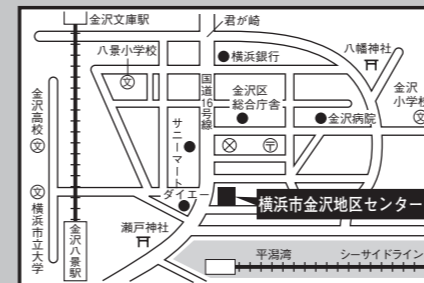 金沢文庫駅
君が崎
八景小学校
文
横浜銀行
八幡神社
国道16号線
金沢区
総合庁舎
金沢
小学校
文
金沢高校
文
サニーマート
金沢病院
文
横浜市立大学
ダイエー
横浜市金沢地区センター
瀬戸神社
金沢八景駅
平潟湾
シーサイドライン